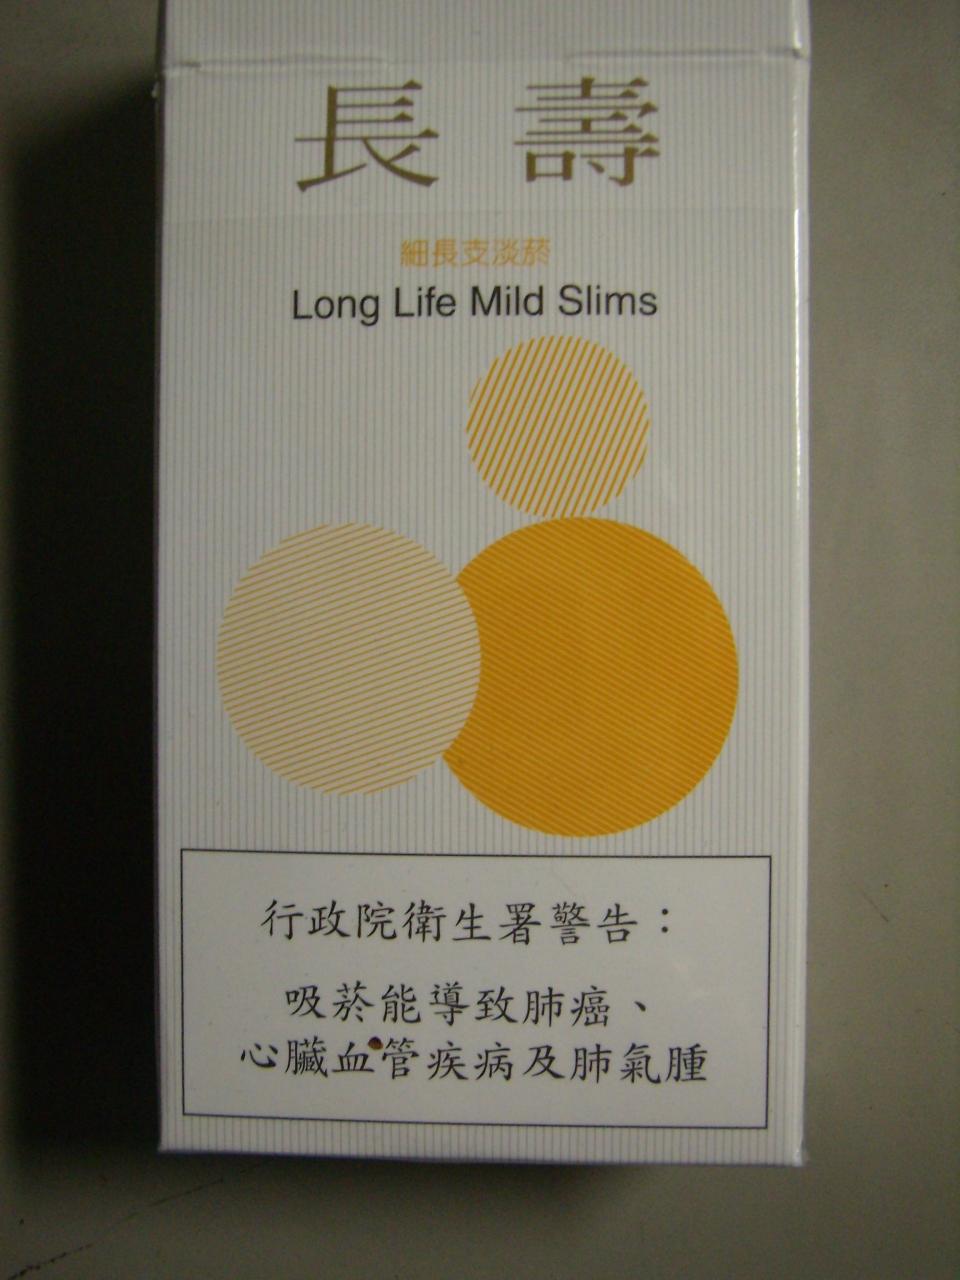 長壽
細長支淡菸
Long Life Mild Slims
行政院衛生署警告：
吸菸能導致肺癌、
心臟血管疾病及肺氣腫